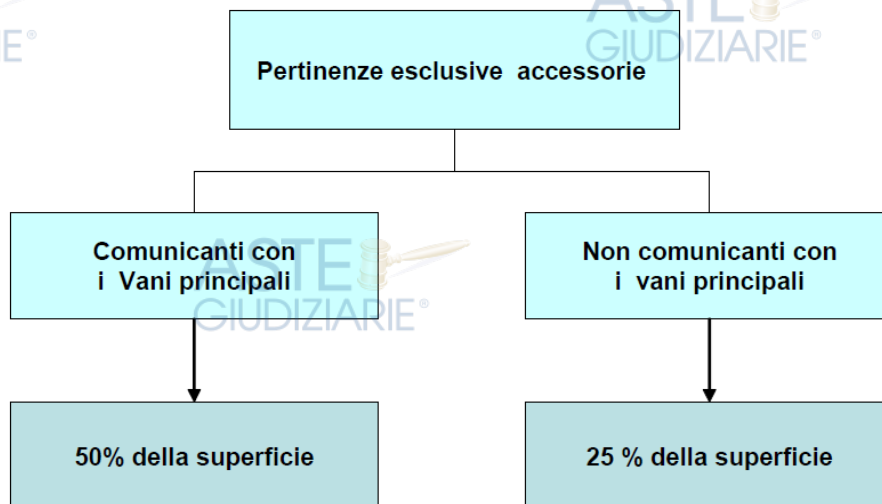 ASTE
E®
GIUDIZIARIE®
Pertinenze esclusive accessorie
Comunicanti con
i Vani principali
Non comunicanti con
i vani principali
ASTE
GIUDIZIARIE®
50% della superficie
25 % della superficie